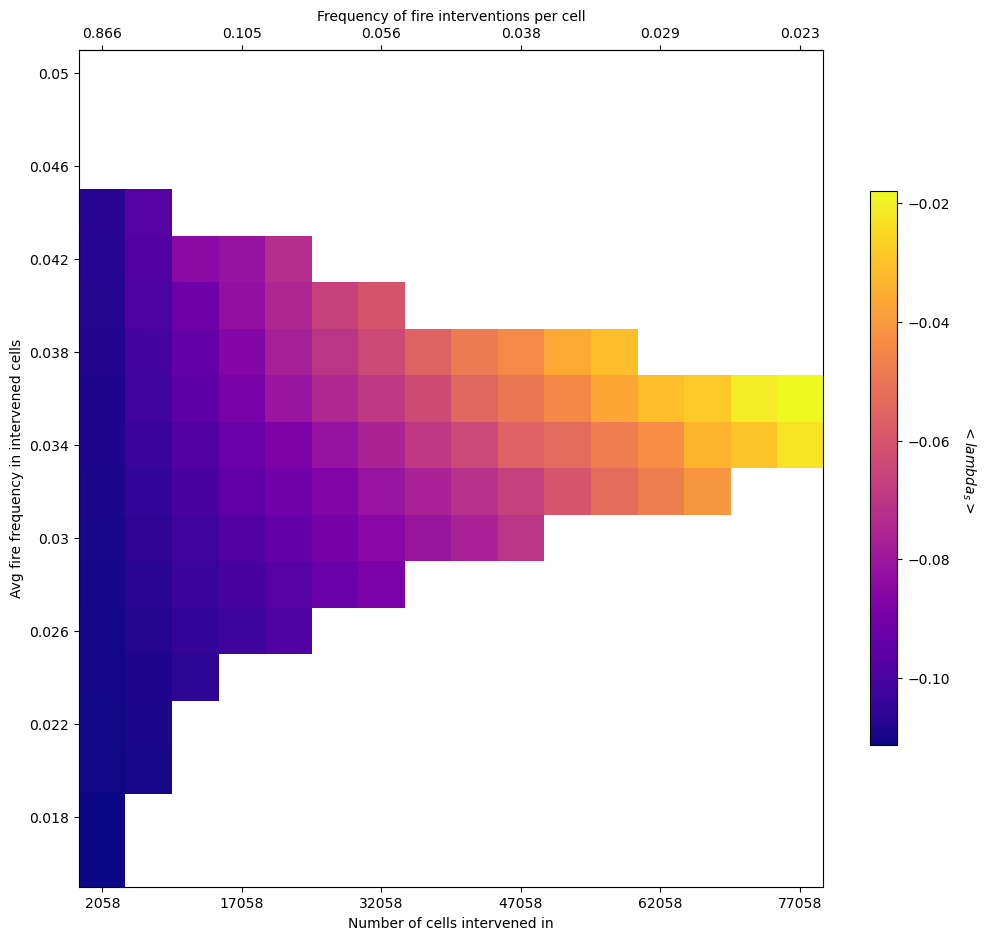 Frequency of fire interventions per cell
0.866 0.105 0.056 0.038 0.029 0.023
Avg fire frequency in intervened cells
0.05
0.046
0.042
0.038
0.034
0.03
0.026
0.022
0.018
2058 17058 32058 47058 62058 77058
Number of cells intervened in
−0.02
−0.04
−0.06
−0.08
−0.10
< lambda_s >